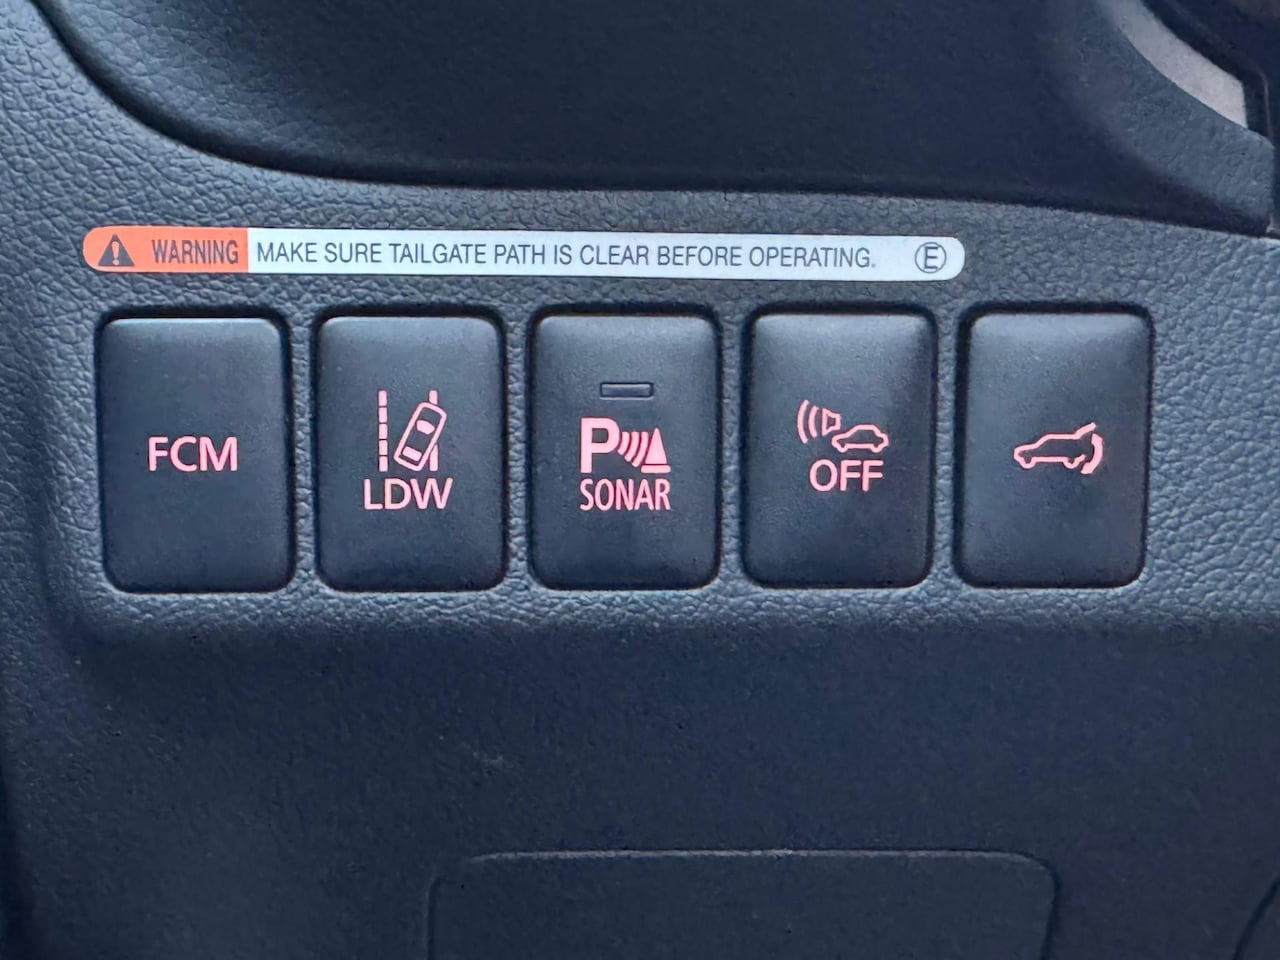 WARNING MAKE SURE TAILGATE PATH IS CLEAR BEFORE OPERATING. Ⓔ
FCM
LDW
P
SONAR
OFF